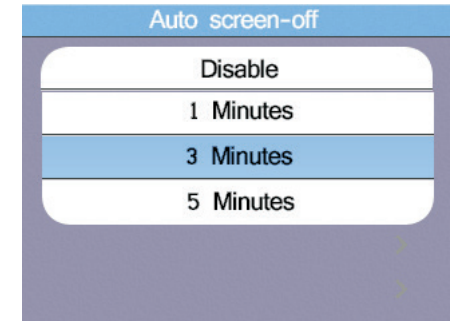 Auto screen-off
Disable
1 Minutes
3 Minutes
5 Minutes